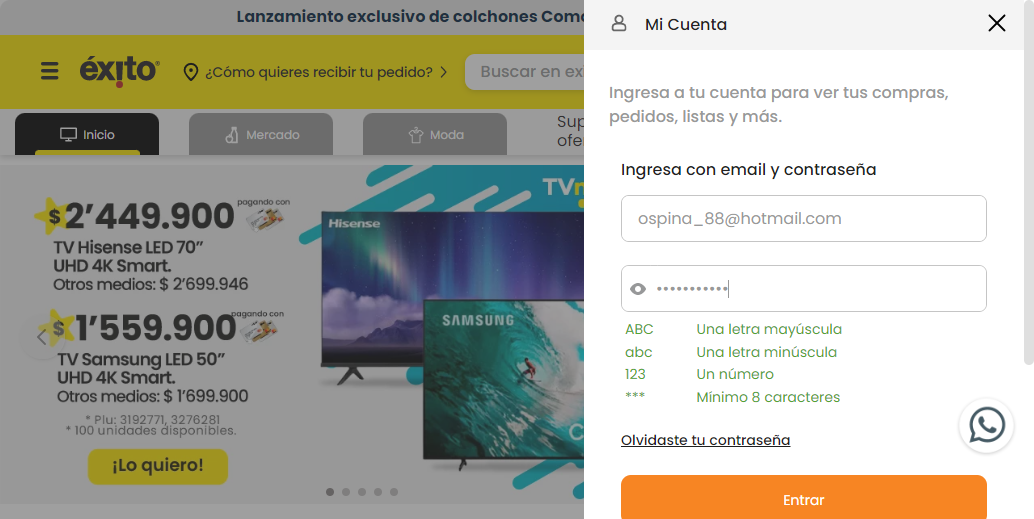 Lanzamiento exclusivo de colchones Como
éxito
¿Cómo quieres recibir tu pedido?
Buscar en ex
Inicio
Mercado
Moda
Sup
ofe
$2’449.900
pagando con
TV Hisense LED 70”
UHD 4K Smart.
Otros medios: $ 2’699.946
$1’559.900
pagando con
TV Samsung LED 50”
UHD 4K Smart.
Otros medios: $ 1’699.900
* Plu: 3192771, 3276281
* 100 unidades disponibles.
¡Lo quiero!
TV
Hisense
SAMSUNG
C
Mi Cuenta
Ingresa a tu cuenta para ver tus compras,
pedidos, listas y más.
Ingresa con email y contraseña
ospina_88@hotmail.com
•••••••••••
ABC Una letra mayúscula
abc Una letra minúscula
123 Un número
*** Mínimo 8 caracteres
Olvidaste tu contraseña
Entrar